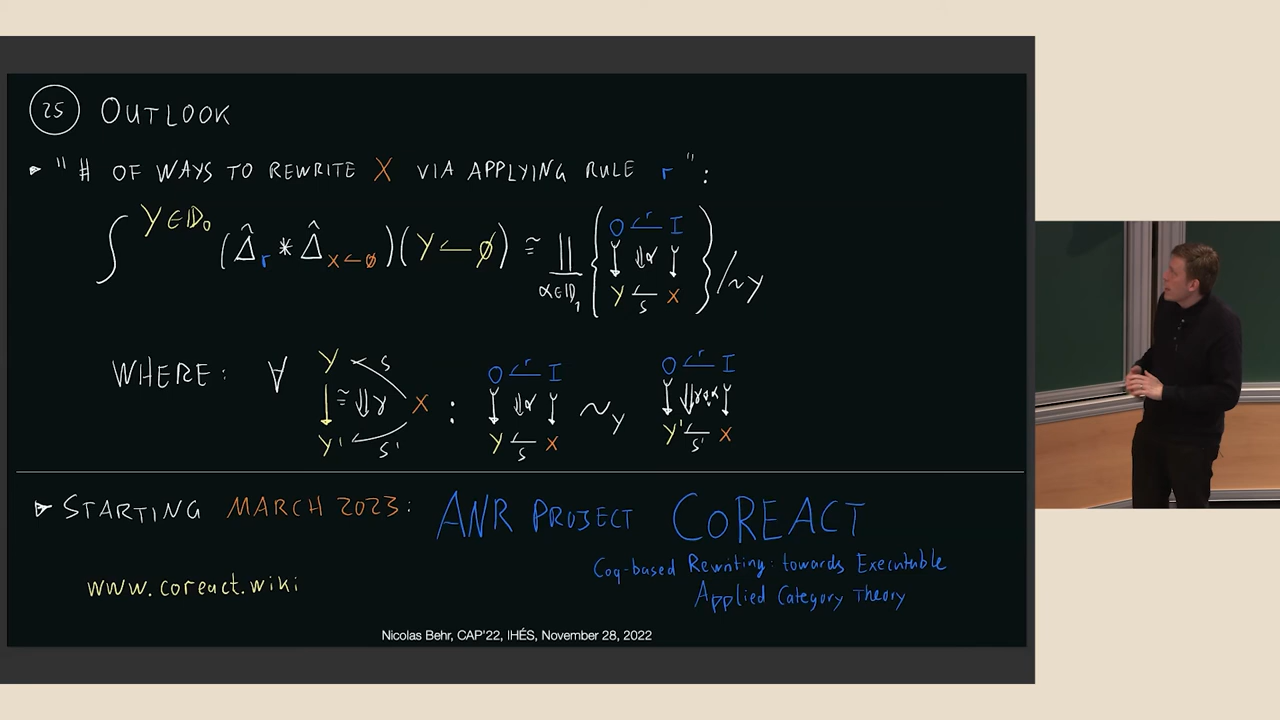 25 OUTLOOK
▸ "# OF WAYS TO REWRITE X VIA APPLYING RULE r":
∫^{Y∈𝔻₀} (Δ̂_r * Δ̂_{X←∅})(Y←∅) ≅ ∐_{α∈𝔻₁} { O ←r− I ⇓α Y ←s− X } /∼Y
WHERE: ∀ Y s ≅ ⇓γ X Y' s' : O ←r− I ⇓α Y ←s− X ∼Y O ←r− I ⇓γ⋄α Y' ←s'− X
▸ STARTING MARCH 2023: ANR PROJECT COREACT
Coq-based Rewriting: towards Executable
Applied Category Theory
www.coreact.wiki
Nicolas Behr, CAP'22, IHÉS, November 28, 2022